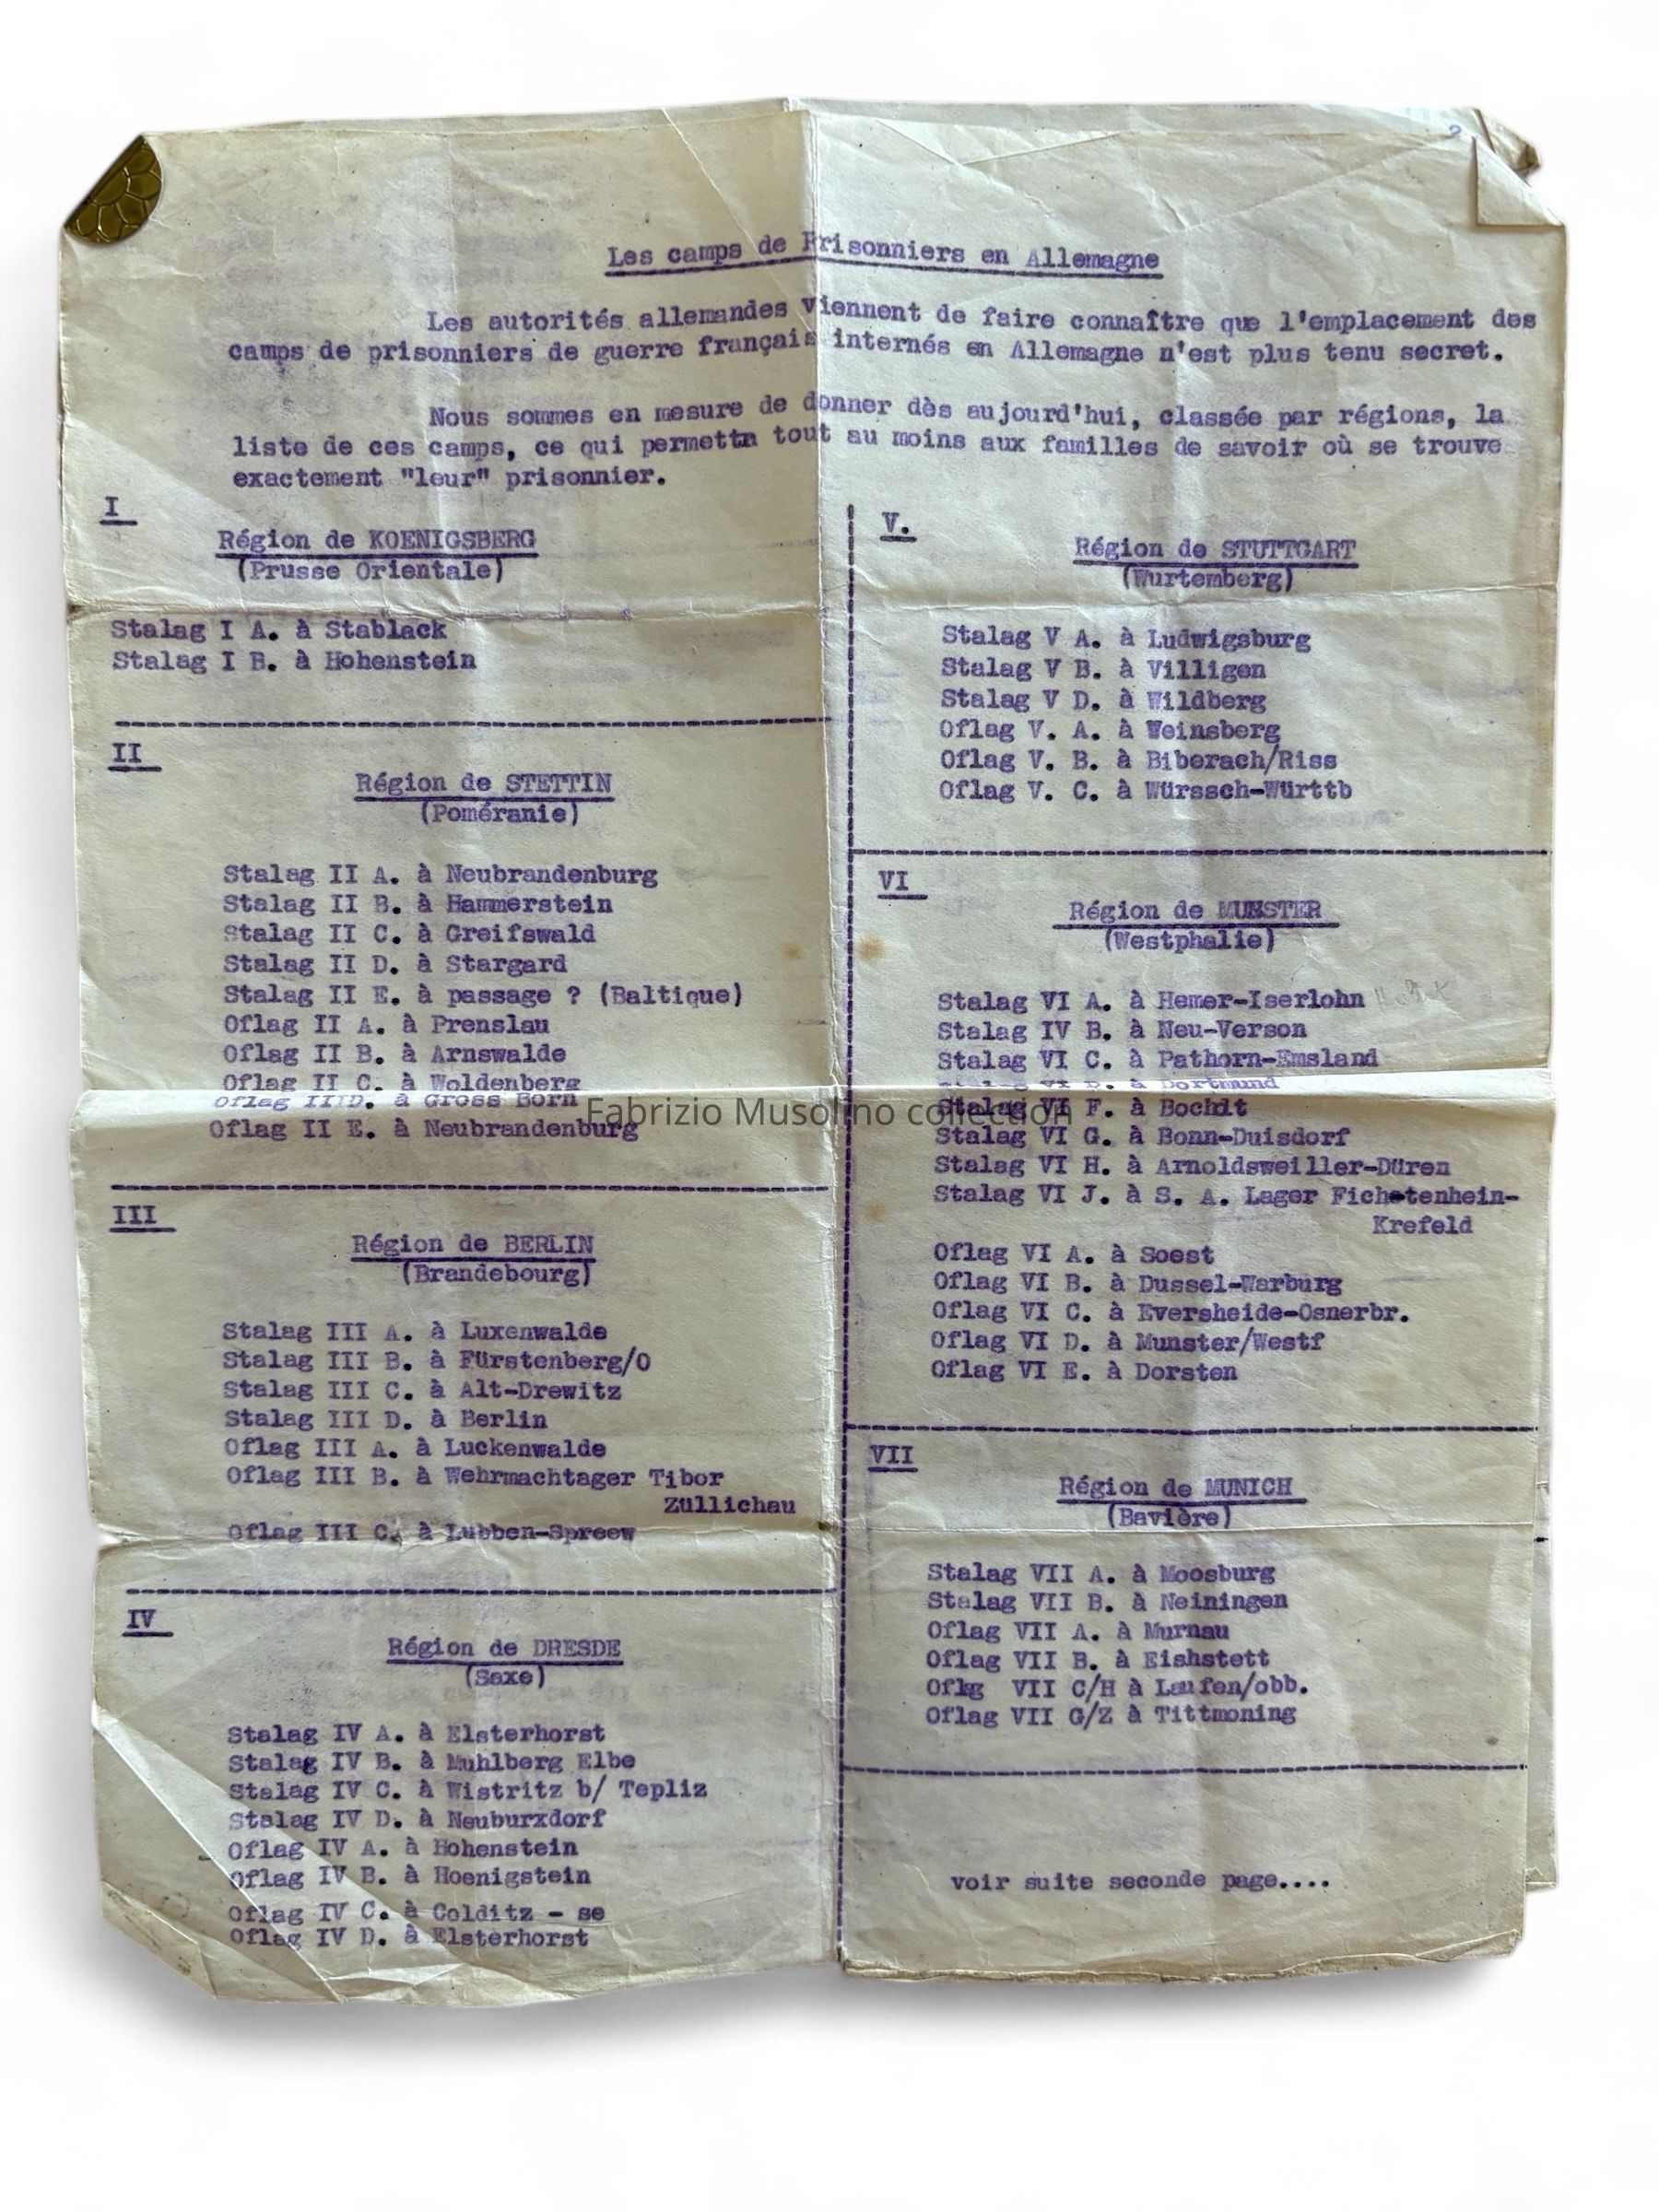 Les camps de Prisonniers en Allemagne
Les autorités allemandes viennent de faire connaître que l'emplacement des
camps de prisonniers de guerre français internés en Allemagne n'est plus tenu secret.
Nous sommes en mesure de donner dès aujourd'hui, classée par régions, la
liste de ces camps, ce qui permetta tout au moins aux familles de savoir où se trouve
exactement "leur" prisonnier.
I
Région de KOENIGSBERG
(Prusse Orientale)
Stalag I A. à Stablack
Stalag I B. à Hohenstein
II
Région de STETTIN
(Poméranie)
Stalag II A. à Neubrandenburg
Stalag II B. à Hammerstein
Stalag II C. à Greifswald
Stalag II D. à Stargard
Stalag II E. à passage ? (Baltique)
Oflag II A. à Prenslau
Oflag II B. à Arnswalde
Oflag II C. à Woldenberg
Oflag II D. à Gross Born
Oflag II E. à Neubrandenburg
III
Région de BERLIN
(Brandebourg)
Stalag III A. à Luxenwalde
Stalag III B. à Fürstenberg/O
Stalag III C. à Alt-Drewitz
Stalag III D. à Berlin
Oflag III A. à Luckenwalde
Oflag III B. à Wehrmachtager Tibor
Züllichau
Oflag III C. à Lubben-Spreew
IV
Région de DRESDE
(Saxe)
Stalag IV A. à Elsterhorst
Stalag IV B. à Muhlberg Elbe
Stalag IV C. à Wistritz b/ Tepliz
Stalag IV D. à Neuburxdorf
Oflag IV A. à Hohenstein
Oflag IV B. à Hoenigstein
Oflag IV C. à Colditz - se
Oflag IV D. à Elsterhorst
V.
Région de STUTTGART
(Wurtemberg)
Stalag V A. à Ludwigsburg
Stalag V B. à Villigen
Stalag V D. à Wildberg
Oflag V. A. à Weinsberg
Oflag V. B. à Biberach/Riss
Oflag V. C. à Würssch-Württb
VI
Région de MUNSTER
(Westphalie)
Stalag VI A. à Hemer-Iserlohn
Stalag IV B. à Neu-Verson
Stalag VI C. à Pathorn-Emsland
Stalag VI D. à Dortmund
Stalag VI F. à Bocholt
Stalag VI G. à Bonn-Duisdorf
Stalag VI H. à Arnoldsweiller-Düren
Stalag VI J. à S. A. Lager Fichetenhein-
Krefeld
Oflag VI A. à Soest
Oflag VI B. à Dussel-Warburg
Oflag VI C. à Eversheide-Osnerbr.
Oflag VI D. à Munster/Westf
Oflag VI E. à Dorsten
VII
Région de MUNICH
(Bavière)
Stalag VII A. à Moosburg
Stalag VII B. à Neiningen
Oflag VII A. à Murnau
Oflag VII B. à Eishstett
Oflag VII C/H à Laufen/obb.
Oflag VII G/Z à Tittmoning
voir suite seconde page....
Fabrizio Musolino collection